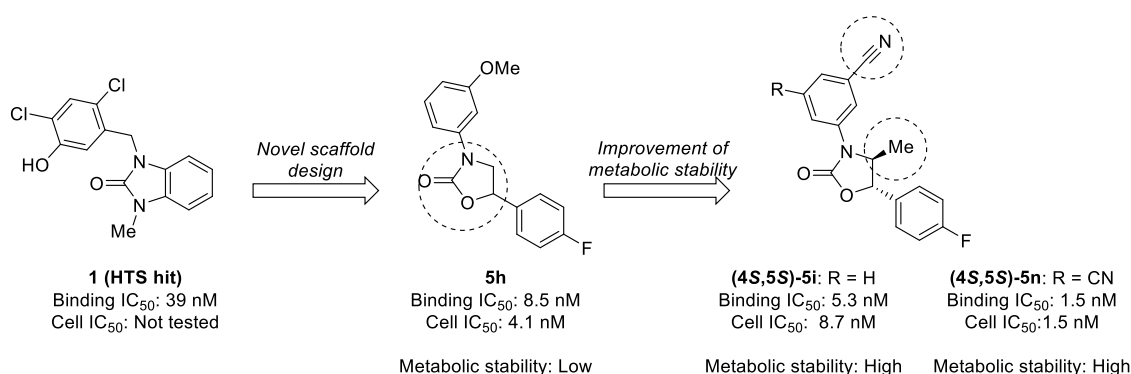 N
Cl
Cl
HO
N
O
N
Me
Novel scaffold
design
OMe
N
O
O
F
Improvement of
metabolic stability
R
N
Me
O
O
F
1 (HTS hit)
Binding IC50: 39 nM
Cell IC50: Not tested
5h
Binding IC50: 8.5 nM
Cell IC50: 4.1 nM
Metabolic stability: Low
(4S,5S)-5i: R = H
Binding IC50: 5.3 nM
Cell IC50: 8.7 nM
Metabolic stability: High
(4S,5S)-5n: R = CN
Binding IC50: 1.5 nM
Cell IC50:1.5 nM
Metabolic stability: High